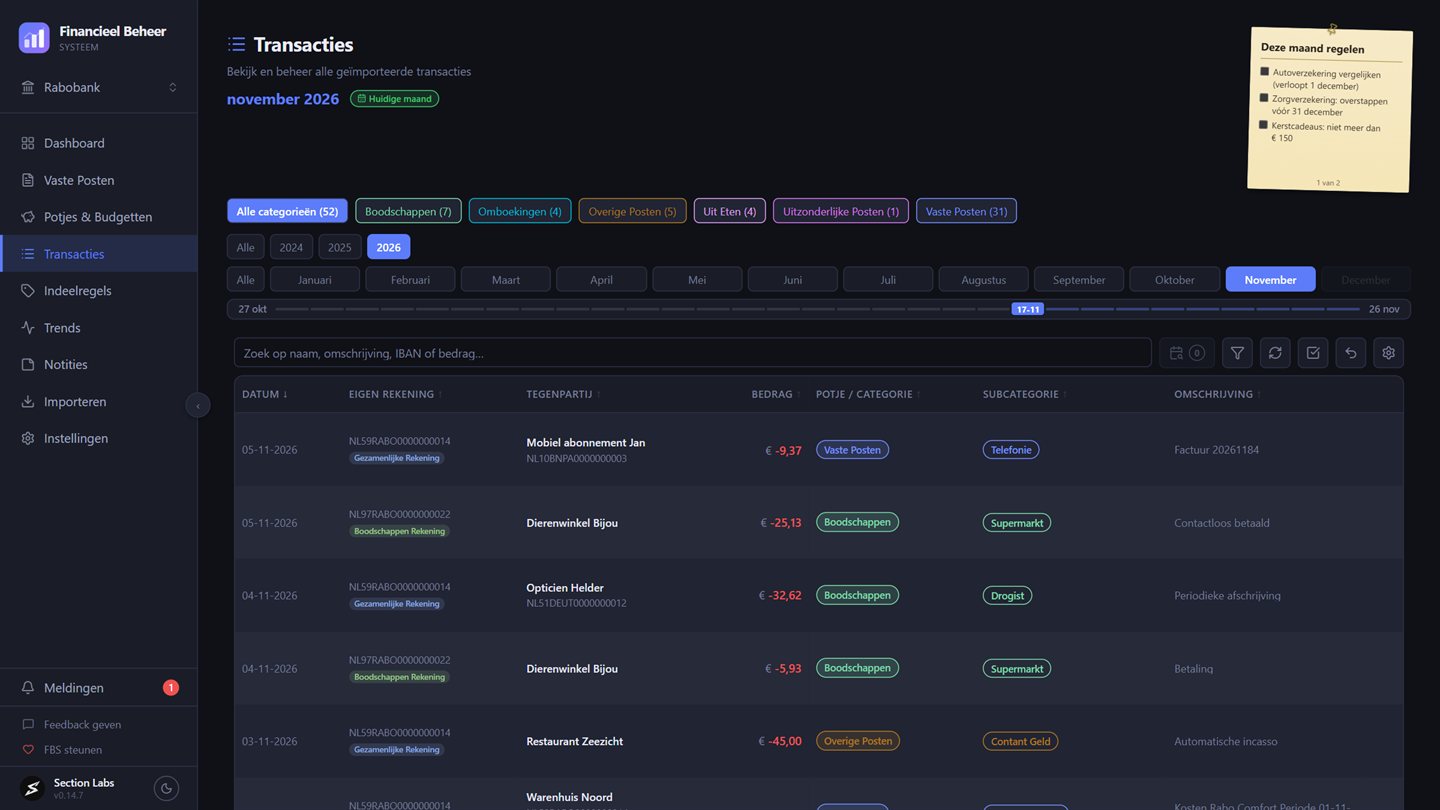 Financieel Beheer
SYSTEEM
Rabobank
Dashboard
Vaste Posten
Potjes & Budgetten
Transacties
Indeelregels
Trends
Notities
Importeren
Instellingen
Meldingen 1
Feedback geven
FBS steunen
Section Labs
v0.14.7
Transacties
Bekijk en beheer alle geïmporteerde transacties
november 2026 Huidige maand
Deze maand regelen
Autoverzekering vergelijken
(verloopt 1 december)
Zorgverzekering: overstappen
vóór 31 december
Kerstcadeaus: niet meer dan
€ 150
1 van 2
Alle categorieën (52) Boodschappen (7) Omboekingen (4) Overige Posten (5) Uit Eten (4) Uitzonderlijke Posten (1) Vaste Posten (31)
Alle 2024 2025 2026
Alle Januari Februari Maart April Mei Juni Juli Augustus September Oktober November December
27 okt 17-11 26 nov
Zoek op naam, omschrijving, IBAN of bedrag... 0
DATUM ↓ EIGEN REKENING ↑ TEGENPARTIJ ↑ BEDRAG ↑ POTJE / CATEGORIE ↑ SUBCATEGORIE ↑ OMSCHRIJVING ↑
05-11-2026 NL59RABO0000000014 Gezamenlijke Rekening Mobiel abonnement Jan NL10BNPA0000000003 € -9,37 Vaste Posten Telefonie Factuur 20261184
05-11-2026 NL97RABO0000000022 Boodschappen Rekening Dierenwinkel Bijou € -25,13 Boodschappen Supermarkt Contactloos betaald
04-11-2026 NL59RABO0000000014 Gezamenlijke Rekening Opticien Helder NL51DEUT0000000012 € -32,62 Boodschappen Drogist Periodieke afschrijving
04-11-2026 NL97RABO0000000022 Boodschappen Rekening Dierenwinkel Bijou € -5,93 Boodschappen Supermarkt Betaling
03-11-2026 NL59RABO0000000014 Gezamenlijke Rekening Restaurant Zeezicht € -45,00 Overige Posten Contant Geld Automatische incasso
NL59RABO0000000014 Warenhuis Noord Kosten Rabo Comfort Periode 01-11-